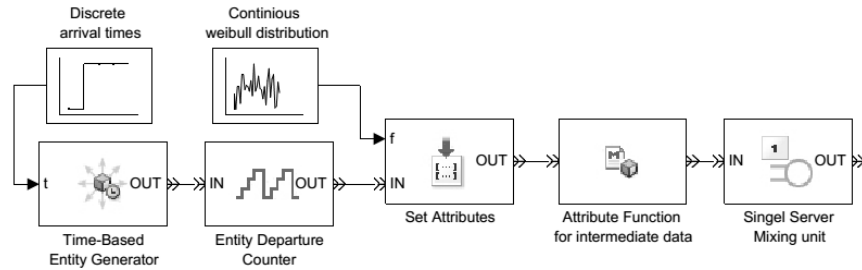 Discrete
arrival times
Continious
weibull distribution
t
OUT
IN
OUT
f
IN
OUT
M
IN
1
OUT
Time-Based
Entity Generator
Entity Departure
Counter
Set Attributes
Attribute Function
for intermediate data
Singel Server
Mixing unit